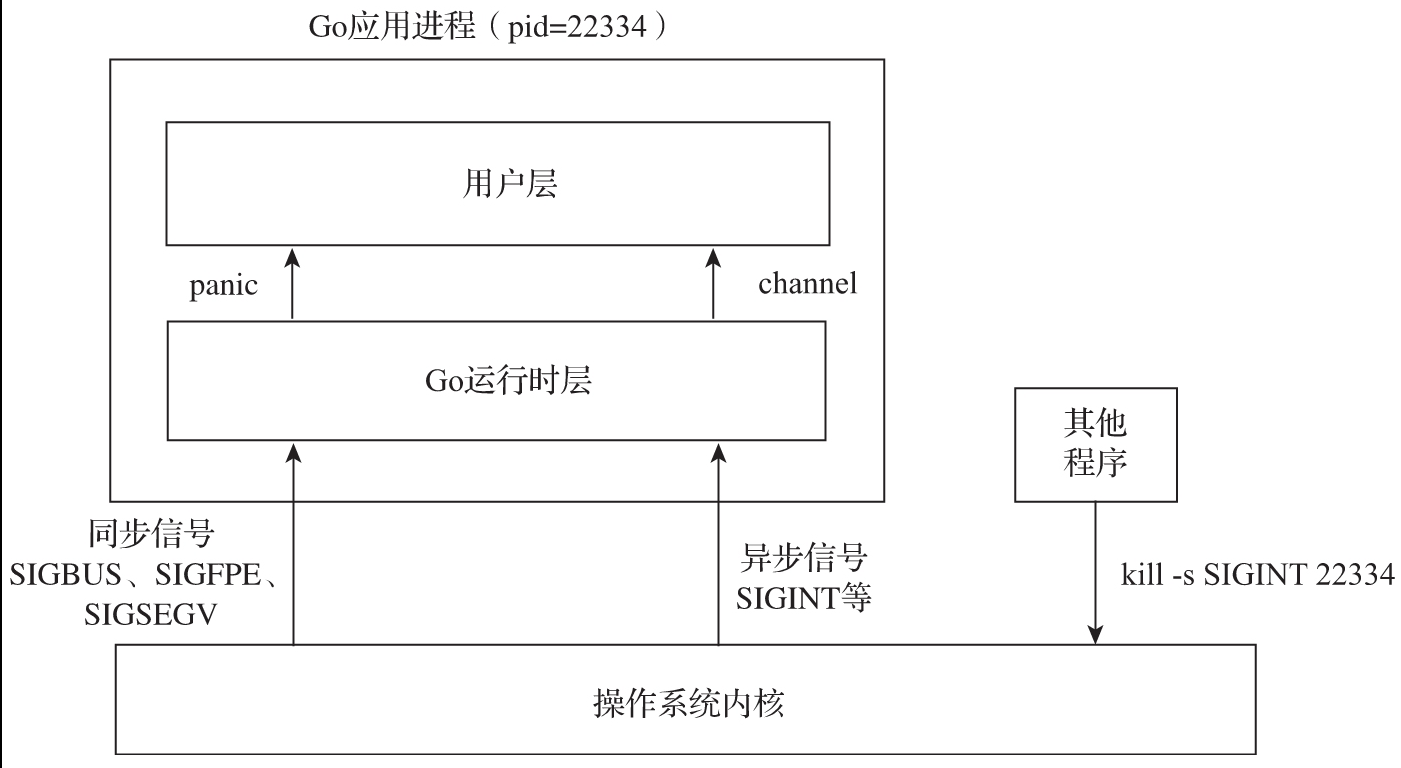 Go应用进程（pid=22334）
用户层
panic
channel
Go运行时层
其他
程序
同步信号
SIGBUS、SIGFPE、
SIGSEGV
异步信号
SIGINT等
kill -s SIGINT 22334
操作系统内核